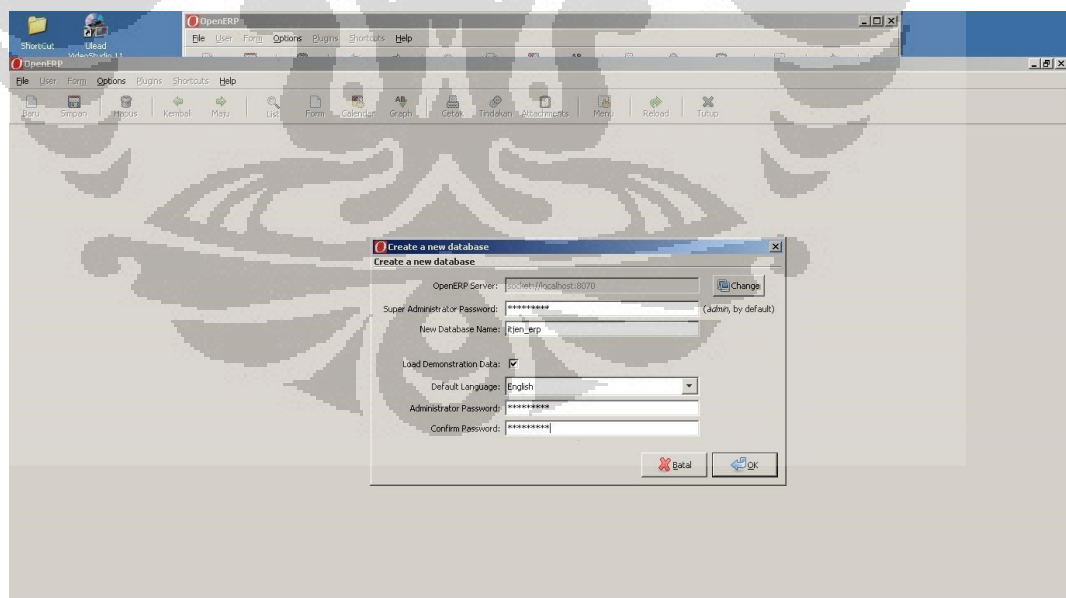 OpenERP
File User Form Options Plugins Shortcuts Help
ShortCut
Ulead
VideoStudio 11
OpenERP
File User Form Options Plugins Shortcuts Help
Baru Simpan Hapus Kembali Maju List Form Calendar Graph Cetak Tindakan Attachments Menu Reload Tutup
Create a new database
Create a new database
OpenERP Server: socket://localhost:8070 Change
Super Administrator Password: ********* (admin, by default)
New Database Name: itjen_erp
Load Demonstration Data:
Default Language: English
Administrator Password: *********
Confirm Password: *********
Batal OK